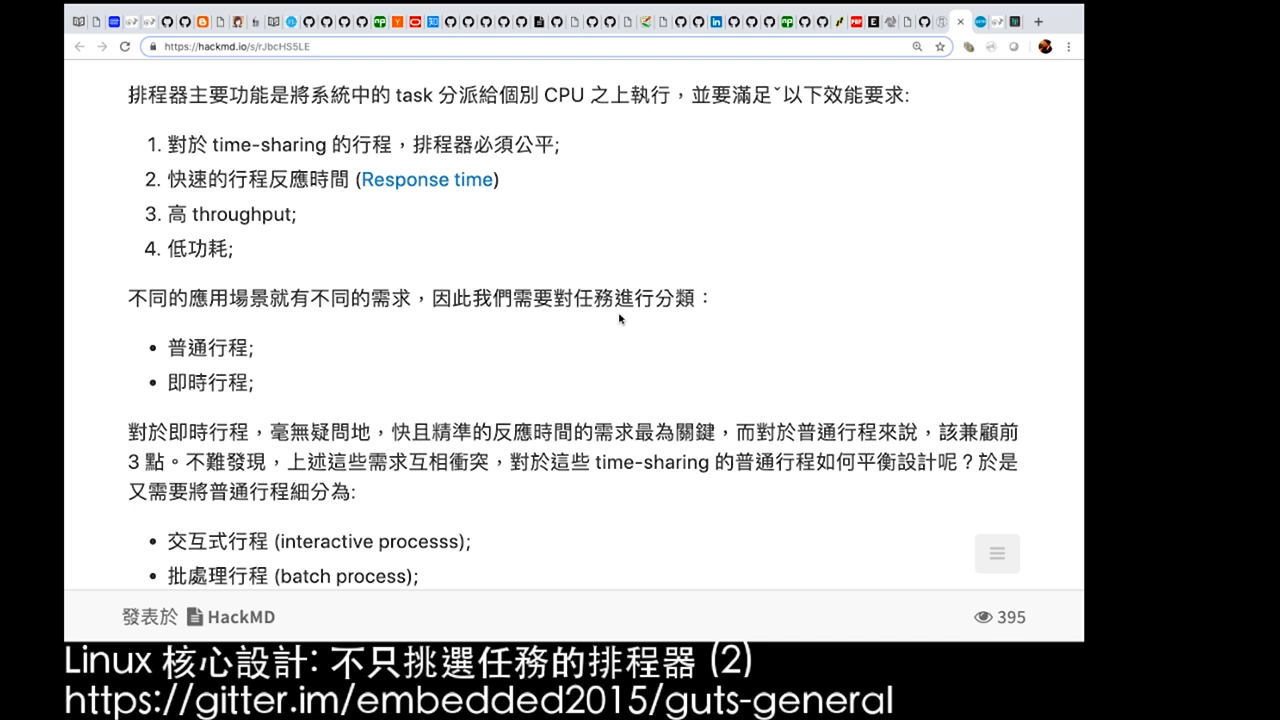 https://hackmd.io/s/rJbcHS5LE
排程器主要功能是將系統中的 task 分派給個別 CPU 之上執行，並要滿足ˇ以下效能要求:
1. 對於 time-sharing 的行程，排程器必須公平;
2. 快速的行程反應時間 (Response time)
3. 高 throughput;
4. 低功耗;
不同的應用場景就有不同的需求，因此我們需要對任務進行分類：
• 普通行程;
• 即時行程;
對於即時行程，毫無疑問地，快且精準的反應時間的需求最為關鍵，而對於普通行程來說，該兼顧前
3 點。不難發現，上述這些需求互相衝突，對於這些 time-sharing 的普通行程如何平衡設計呢？於是
又需要將普通行程細分為:
• 交互式行程 (interactive processs);
• 批處理行程 (batch process);
發表於 HackMD
395
Linux 核心設計: 不只挑選任務的排程器 (2)
https://gitter.im/embedded2015/guts-general